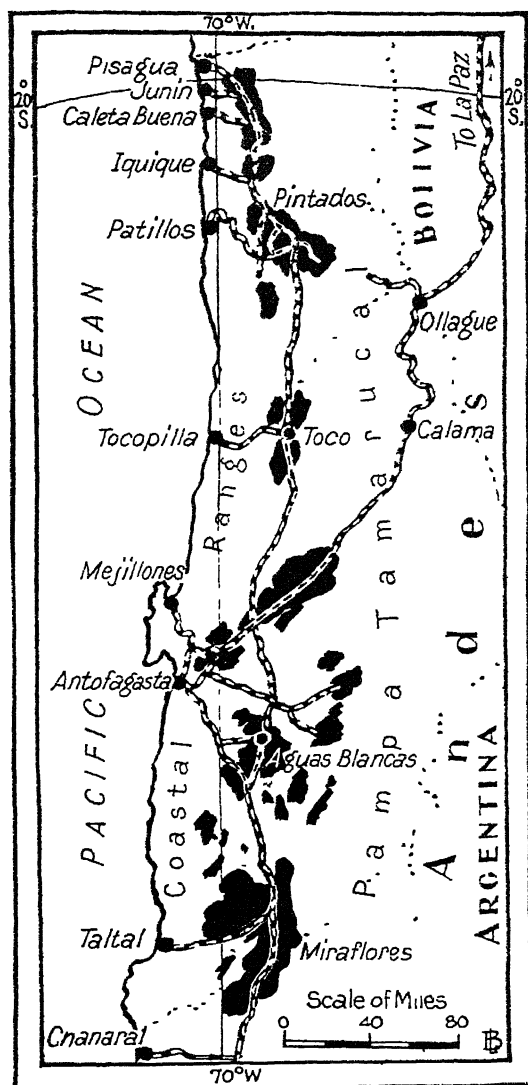 70°W.
Pisagua
Junin
20° S.
20° S.
Caleta Buena
To La Paz
BOLIVIA
Iquique
Pintados
Patillos
Ollague
OCEAN
Tocopilla
Toco
Calama
Ranges
Mejillones
Pampa Tamarucal
Andes
Antofagasta
Aguas Blancas
PACIFIC
Coastal
ARGENTINA
Taltal
Miraflores
Scale of Miles
0 40 80
Cnanaral
70°W